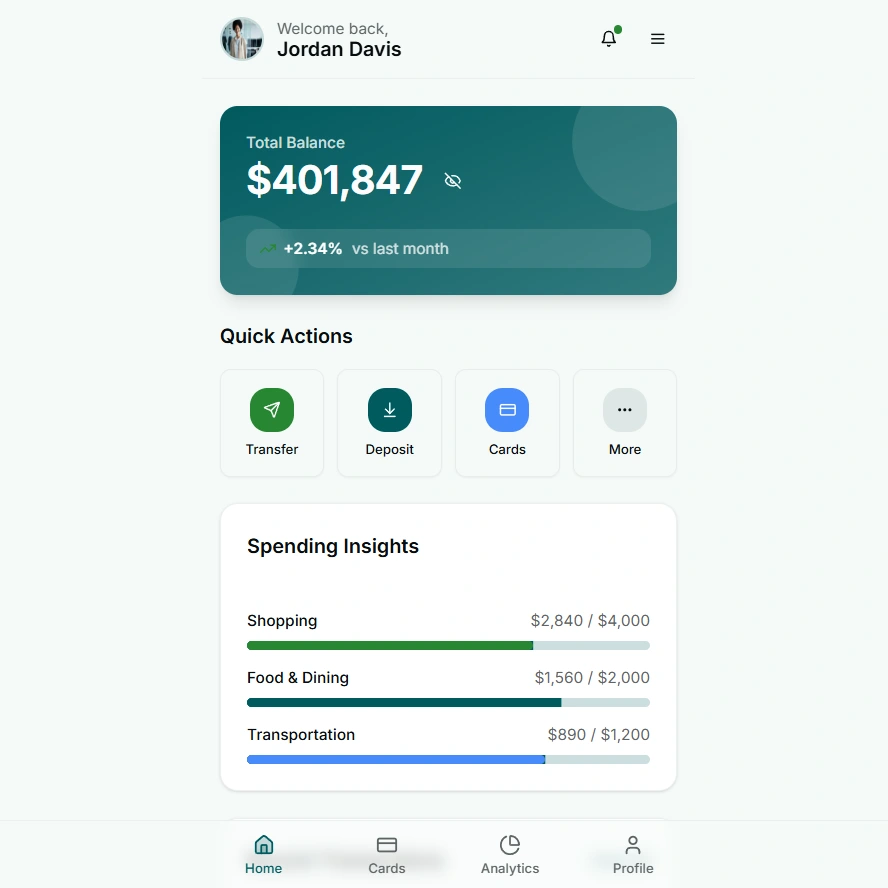 Welcome back,
Jordan Davis
Total Balance
$401,847
+2.34% vs last month
Quick Actions
Transfer
Deposit
Cards
More
Spending Insights
Shopping $2,840 / $4,000
Food & Dining $1,560 / $2,000
Transportation $890 / $1,200
Home
Cards
Analytics
Profile